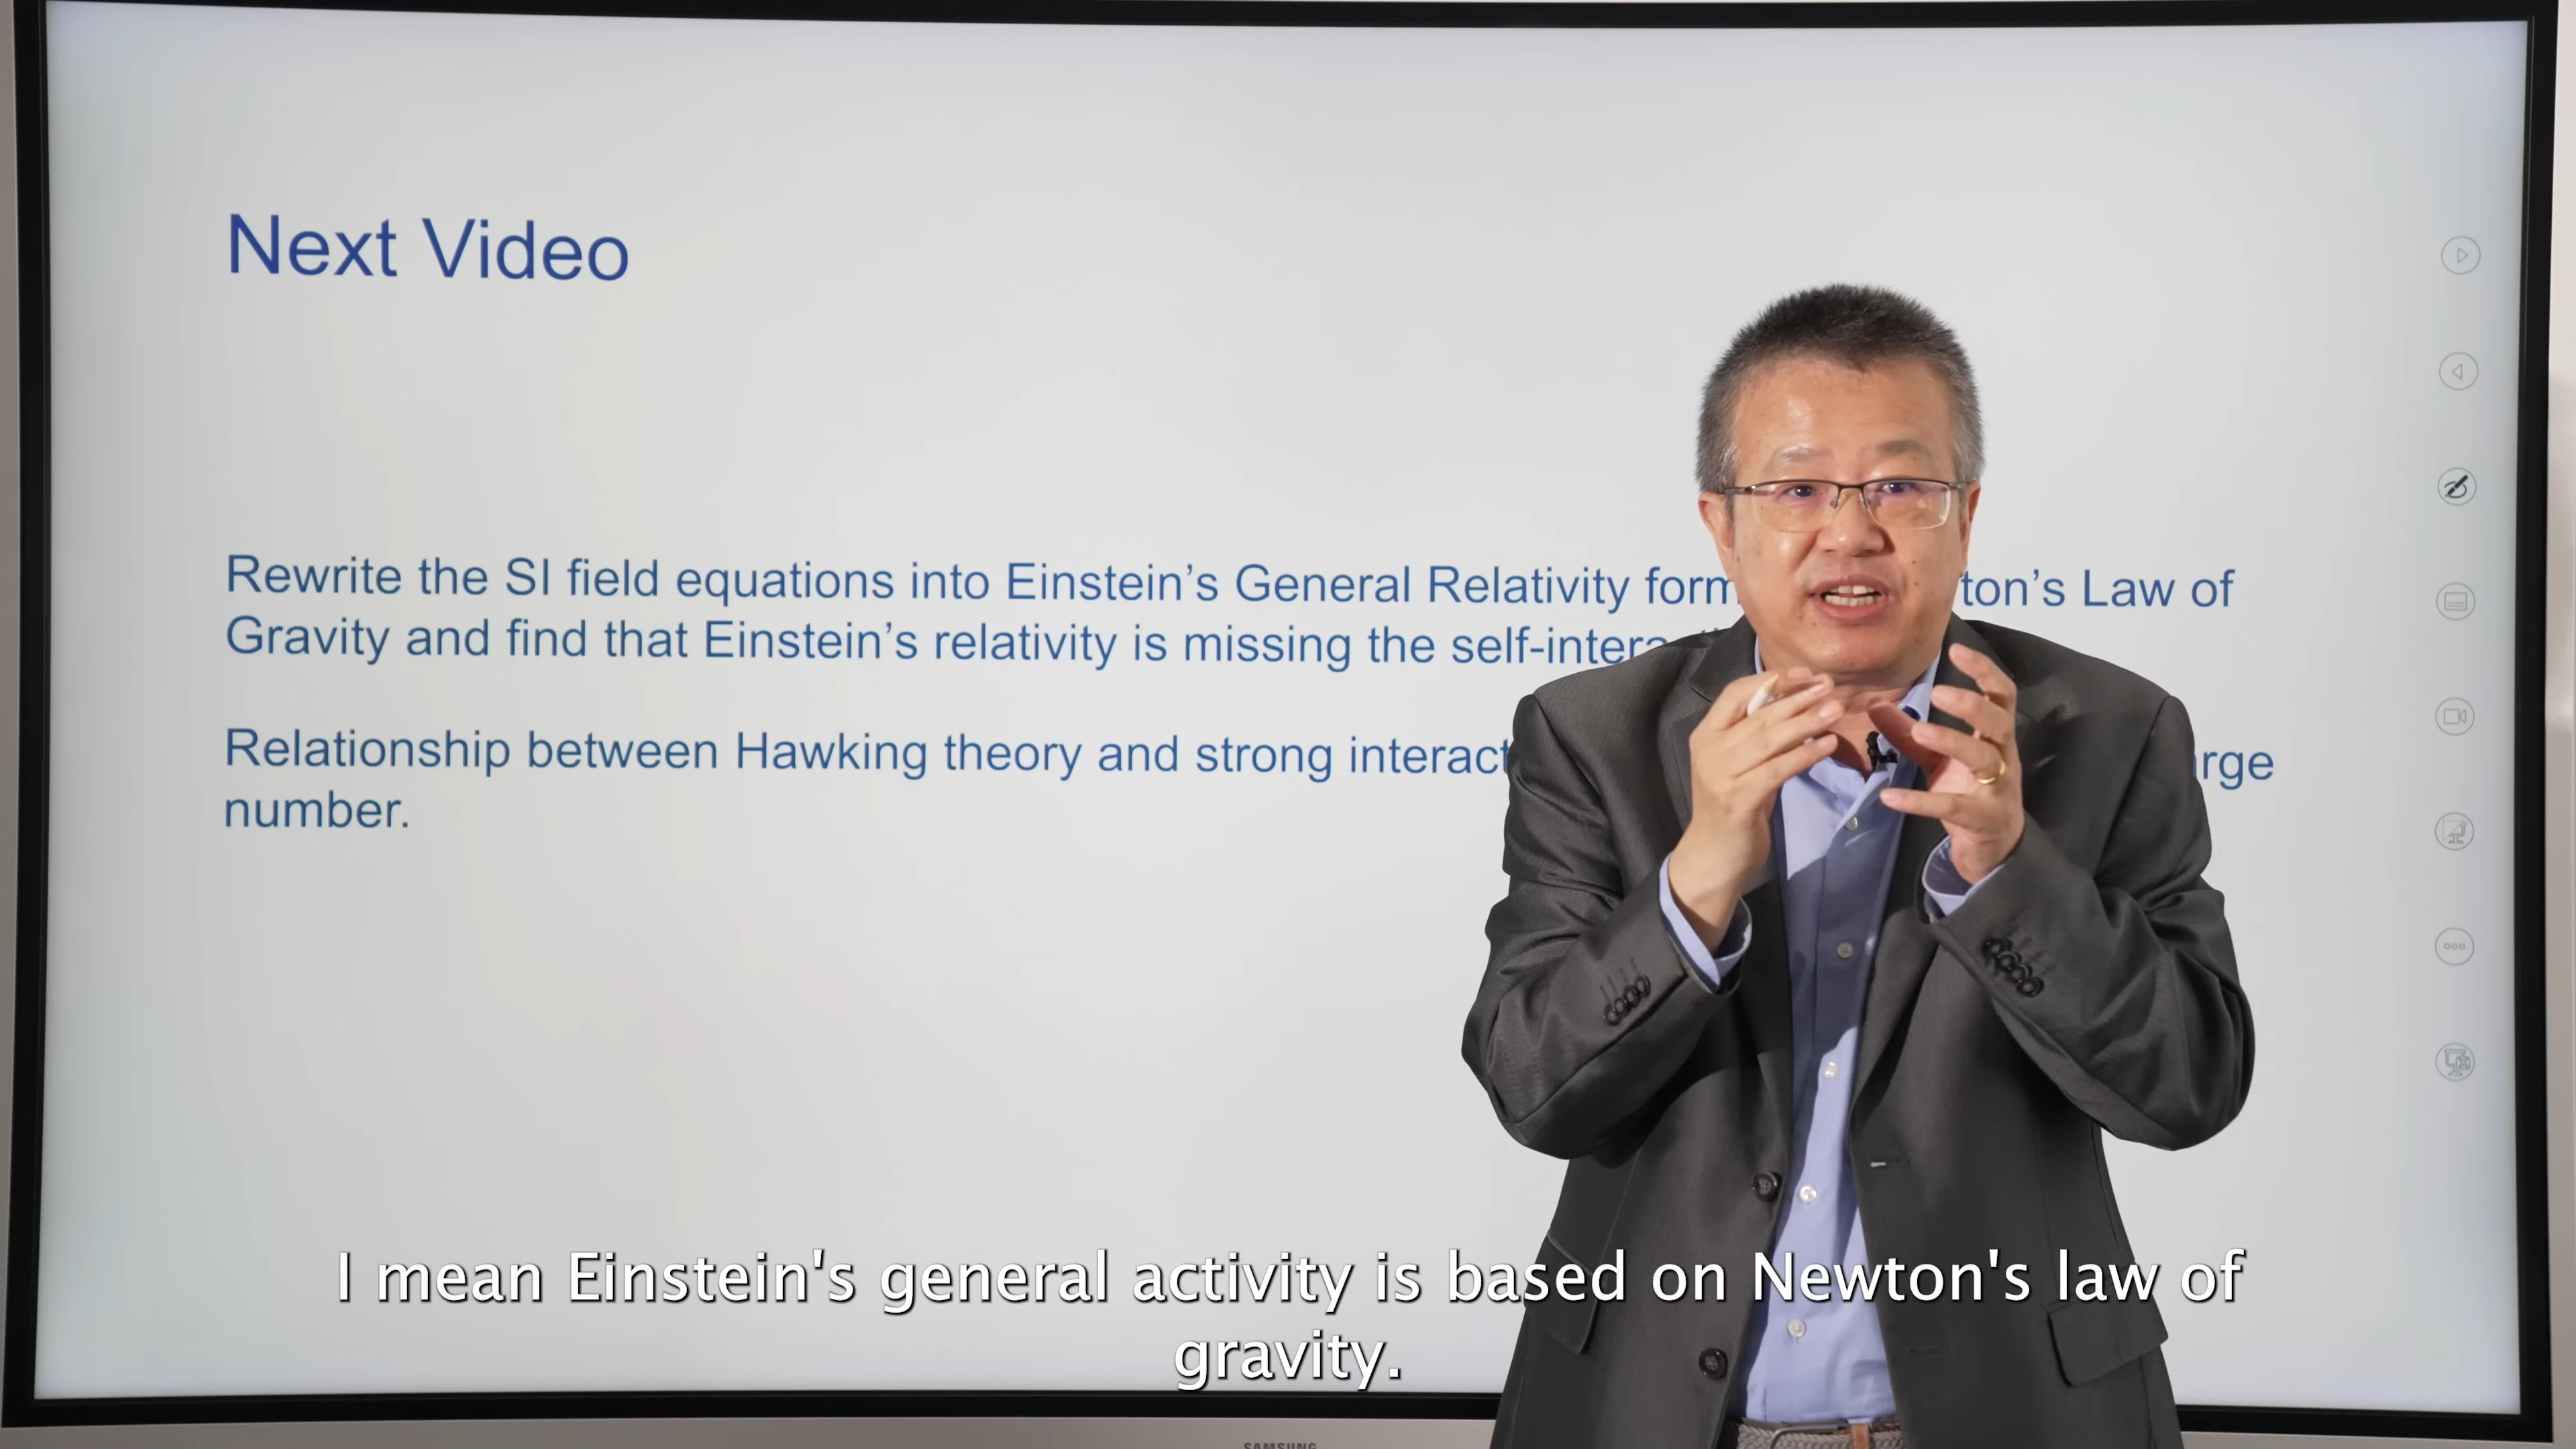 Next Video
Rewrite the SI field equations into Einstein’s General Relativity form ton’s Law of
Gravity and find that Einstein’s relativity is missing the self-intera
Relationship between Hawking theory and strong interact arge
number.
I mean Einstein's general activity is based on Newton's law of
gravity.
SAMSUNG